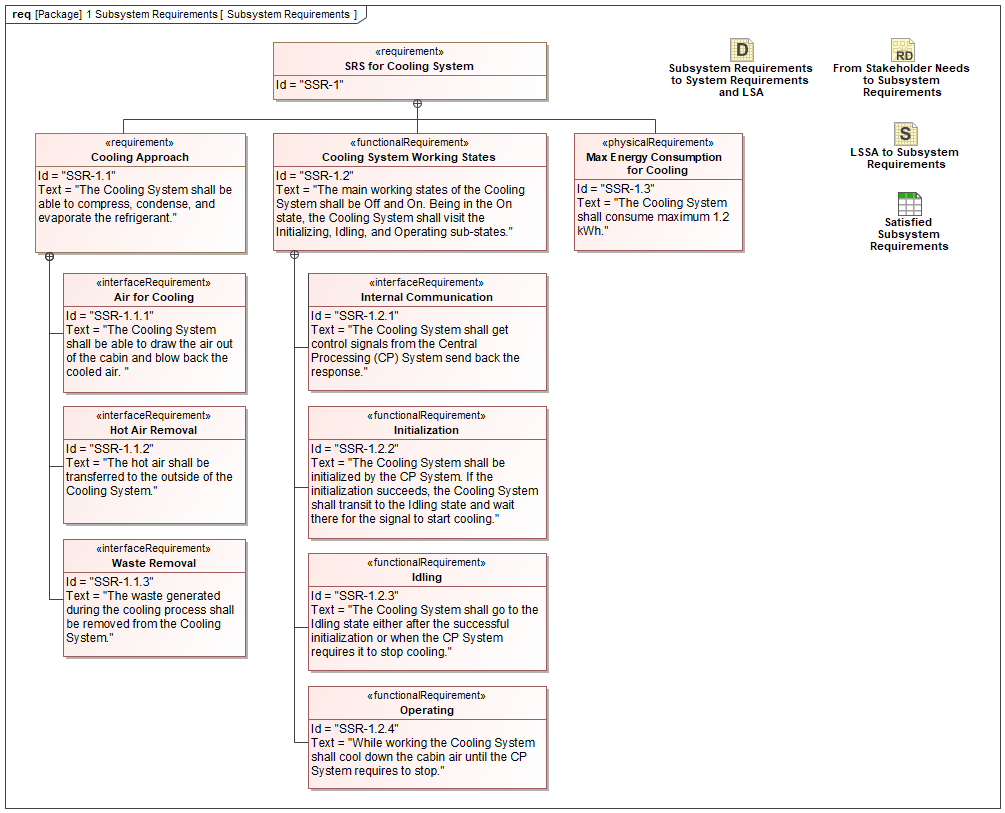 req [Package] 1 Subsystem Requirements [ Subsystem Requirements ]
«requirement»
SRS for Cooling System
Id = "SSR-1"
D
Subsystem Requirements
to System Requirements
and LSA
RD
From Stakeholder Needs
to Subsystem
Requirements
S
LSSA to Subsystem
Requirements
Satisfied
Subsystem
Requirements
«requirement»
Cooling Approach
Id = "SSR-1.1"
Text = "The Cooling System shall be
able to compress, condense, and
evaporate the refrigerant."
«functionalRequirement»
Cooling System Working States
Id = "SSR-1.2"
Text = "The main working states of the Cooling
System shall be Off and On. Being in the On
state, the Cooling System shall visit the
Initializing, Idling, and Operating sub-states."
«physicalRequirement»
Max Energy Consumption
for Cooling
Id = "SSR-1.3"
Text = "The Cooling System
shall consume maximum 1.2
kWh."
«interfaceRequirement»
Air for Cooling
Id = "SSR-1.1.1"
Text = "The Cooling System
shall be able to draw the air out
of the cabin and blow back the
cooled air. "
«interfaceRequirement»
Hot Air Removal
Id = "SSR-1.1.2"
Text = "The hot air shall be
transferred to the outside of the
Cooling System."
«interfaceRequirement»
Waste Removal
Id = "SSR-1.1.3"
Text = "The waste generated
during the cooling process shall
be removed from the Cooling
System."
«interfaceRequirement»
Internal Communication
Id = "SSR-1.2.1"
Text = "The Cooling System shall get
control signals from the Central
Processing (CP) System send back the
response."
«functionalRequirement»
Initialization
Id = "SSR-1.2.2"
Text = "The Cooling System shall be
initialized by the CP System. If the
initialization succeeds, the Cooling System
shall transit to the Idling state and wait
there for the signal to start cooling."
«functionalRequirement»
Idling
Id = "SSR-1.2.3"
Text = "The Cooling System shall go to the
Idling state either after the successful
initialization or when the CP System
requires it to stop cooling."
«functionalRequirement»
Operating
Id = "SSR-1.2.4"
Text = "While working the Cooling System
shall cool down the cabin air until the CP
System requires to stop."